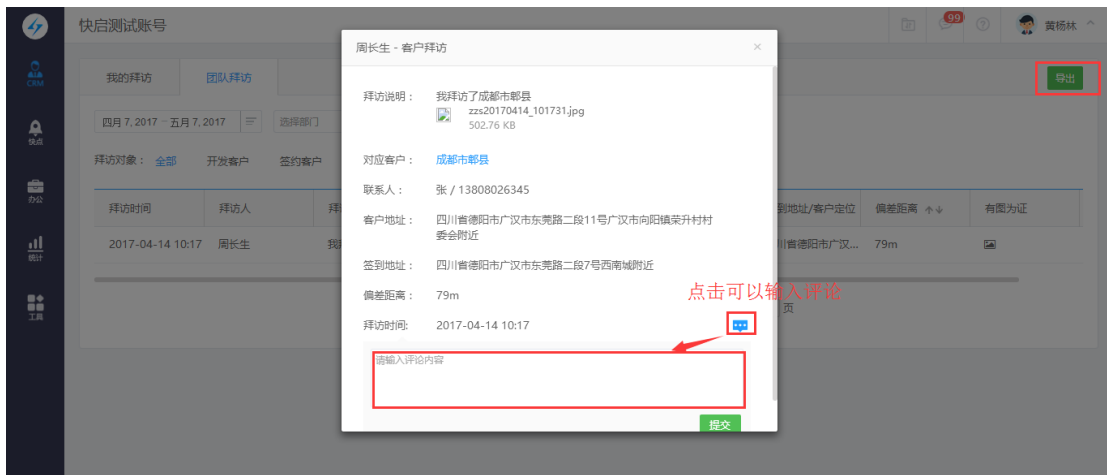 快启测试账号
99
黄杨林
CRM
快点
办公
统计
工具
我的拜访
团队拜访
导出
四月 7, 2017 - 五月 7, 2017
选择部门
拜访对象： 全部 开发客户 签约客户
拜访时间 拜访人 拜
到地址/客户定位 偏差距离 有图为证
2017-04-14 10:17 周长生 我
川省德阳市广汉... 79m
页
周长生 - 客户拜访
拜访说明： 我拜访了成都市郫县
zzs20170414_101731.jpg
502.76 KB
对应客户： 成都市郫县
联系人： 张 / 13808026345
客户地址： 四川省德阳市广汉市东莞路二段11号广汉市向阳镇荣升村村
委会附近
签到地址： 四川省德阳市广汉市东莞路二段7号西南城附近
偏差距离： 79m
点击可以输入评论
拜访时间: 2017-04-14 10:17
请输入评论内容
提交